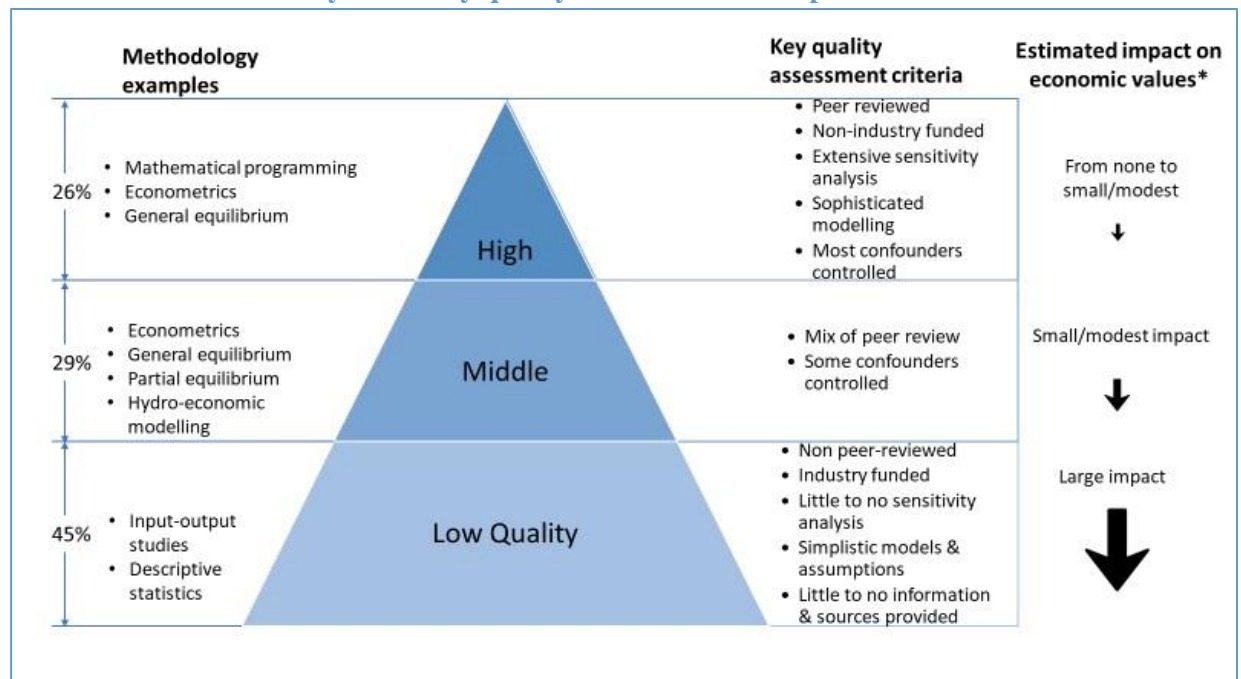 Methodology
examples
Key quality
assessment criteria
Estimated impact on
economic values*
26%
• Mathematical programming
• Econometrics
• General equilibrium
High
• Peer reviewed
• Non-industry funded
• Extensive sensitivity
analysis
• Sophisticated
modelling
• Most confounders
controlled
From none to
small/modest
29%
• Econometrics
• General equilibrium
• Partial equilibrium
• Hydro-economic
modelling
Middle
• Mix of peer review
• Some confounders
controlled
Small/modest impact
45%
• Input-output
studies
• Descriptive
statistics
Low Quality
• Non peer-reviewed
• Industry funded
• Little to no sensitivity
analysis
• Simplistic models &
assumptions
• Little to no information
& sources provided
Large impact